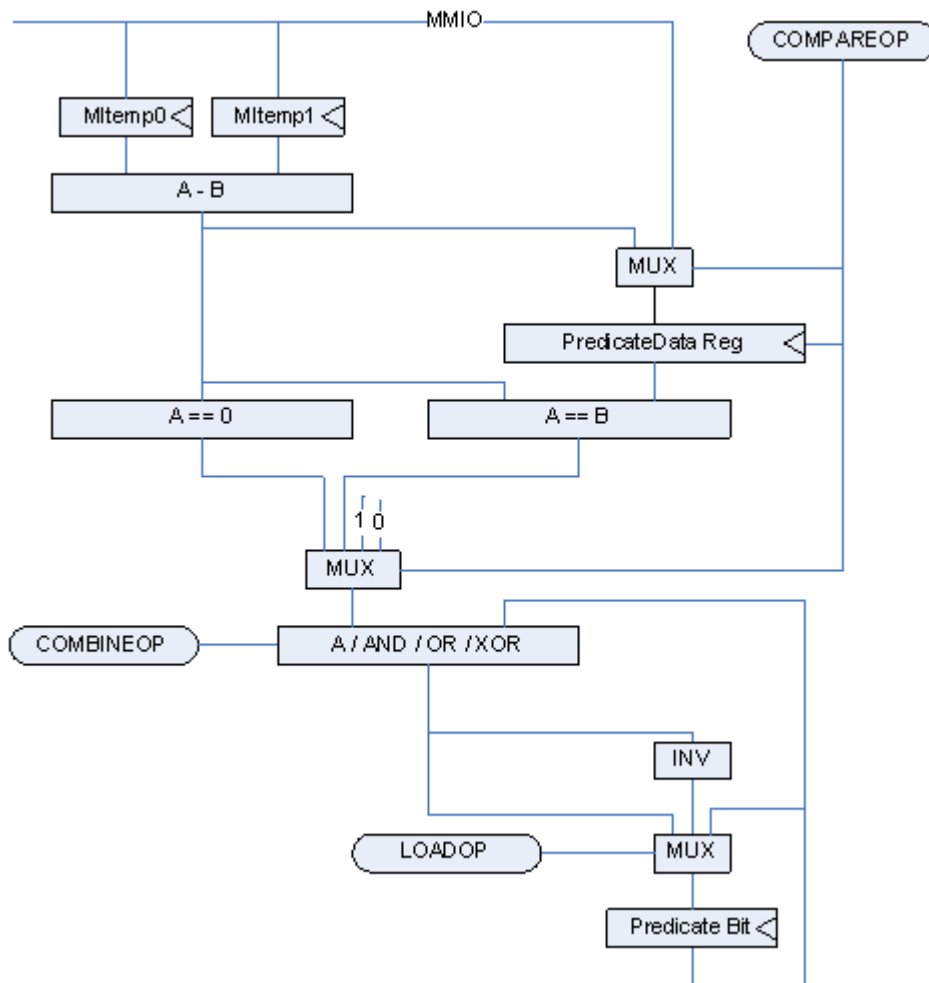 MMIO
COMPAREOP
MItemp0
MItemp1
A - B
MUX
PredicateData Reg
A == 0
A == B
1 0
MUX
COMBINEOP
A / AND / OR / XOR
INV
LOADOP
MUX
Predicate Bit